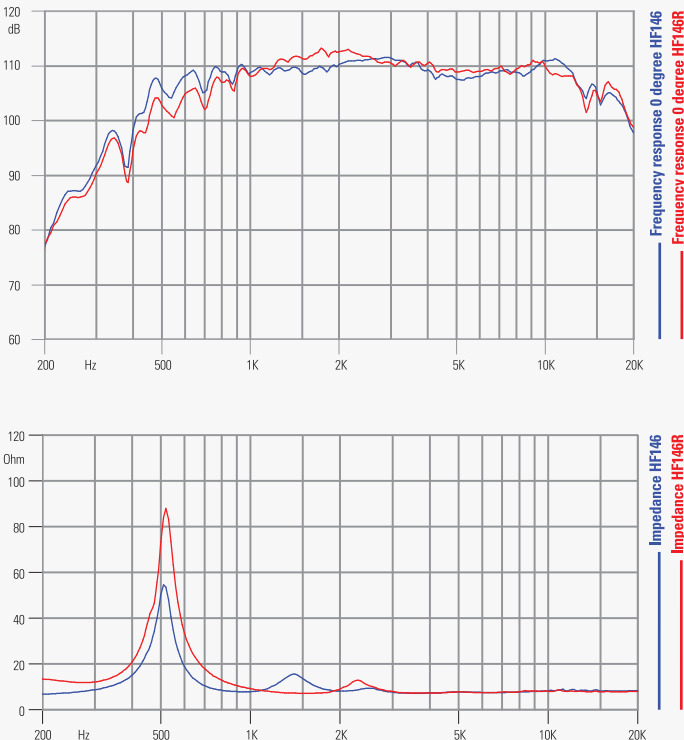 120
dB
110
100
90
80
70
60
200 Hz 500 1K 2K 5K 10K 20K
Frequency response 0 degree HF146
Frequency response 0 degree HF146R
120
Ohm
100
80
60
40
20
0
200 Hz 500 1K 2K 5K 10K 20K
Impedance HF146
Impedance HF146R